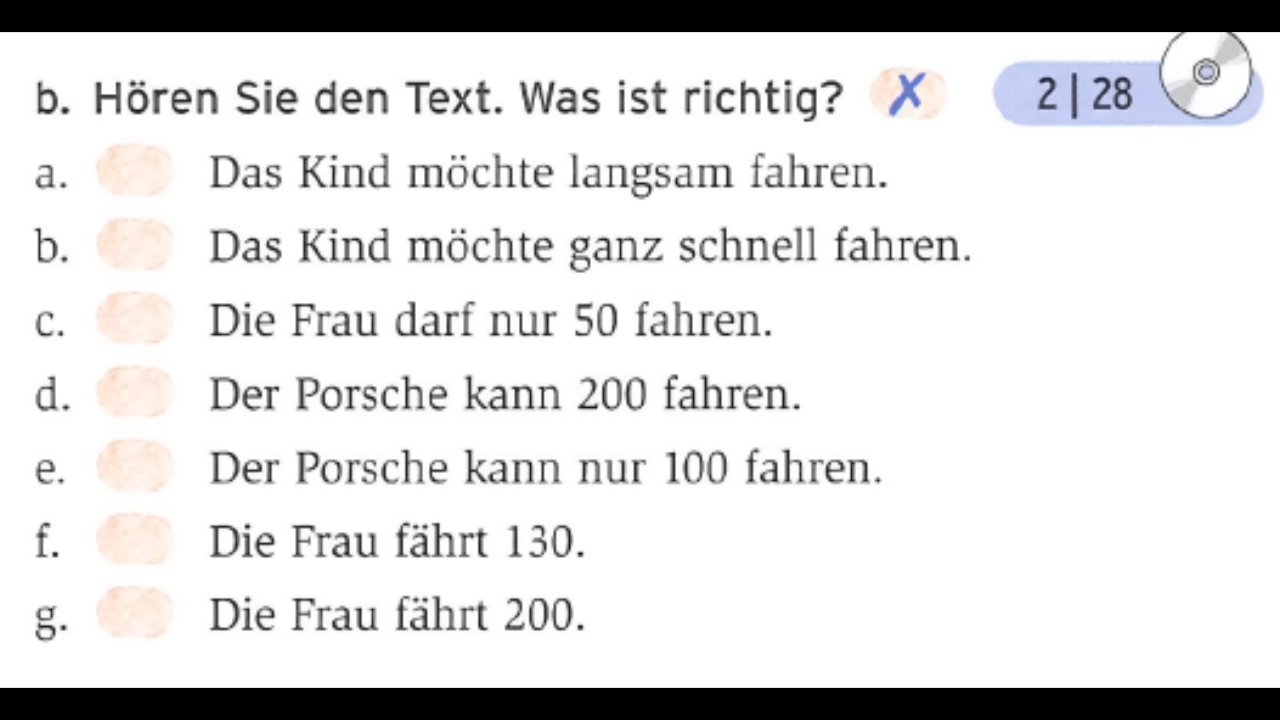 b. Hören Sie den Text. Was ist richtig? X 2|28
a. Das Kind möchte langsam fahren.
b. Das Kind möchte ganz schnell fahren.
c. Die Frau darf nur 50 fahren.
d. Der Porsche kann 200 fahren.
e. Der Porsche kann nur 100 fahren.
f. Die Frau fährt 130.
g. Die Frau fährt 200.